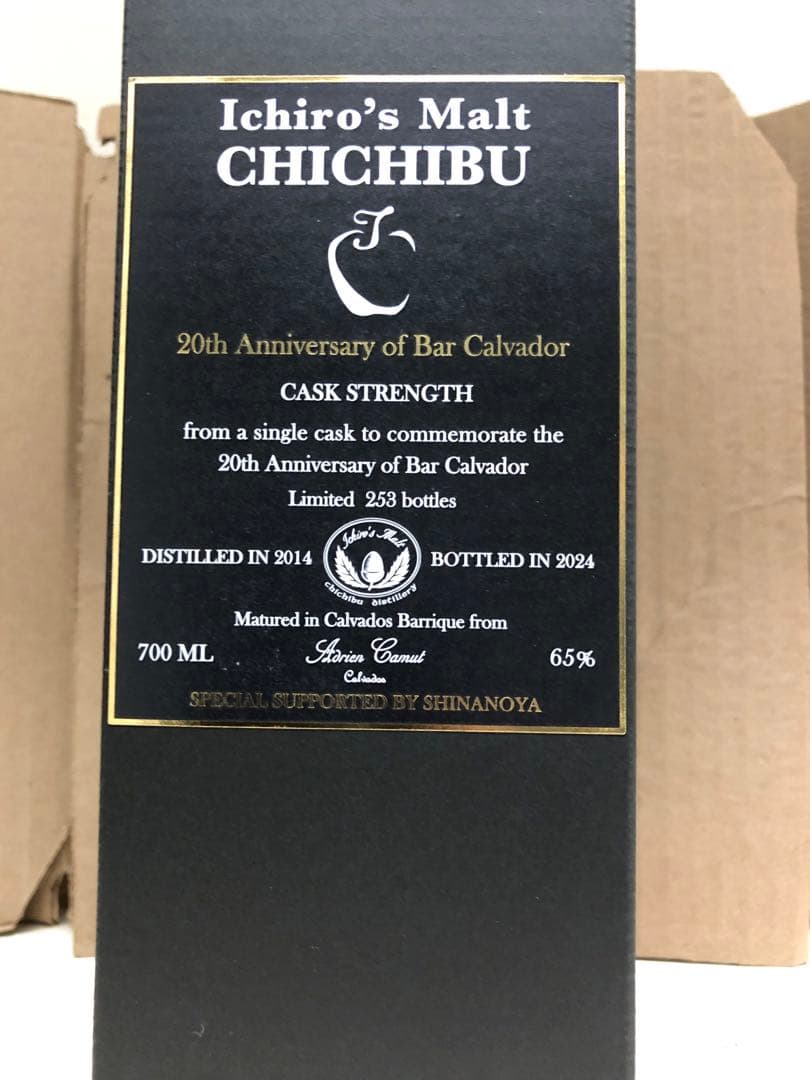 Ichiro's Malt
CHICHIBU
20th Anniversary of Bar Calvador
CASK STRENGTH
from a single cask to commemorate the
20th Anniversary of Bar Calvador
Limited 253 bottles
DISTILLED IN 2014
Ichiro's Malt
chichibu distillery
BOTTLED IN 2024
Matured in Calvados Barrique from
700 ML
Adrien Camut
65%
Calvados
SPECIAL SUPPORTED BY SHINANOYA